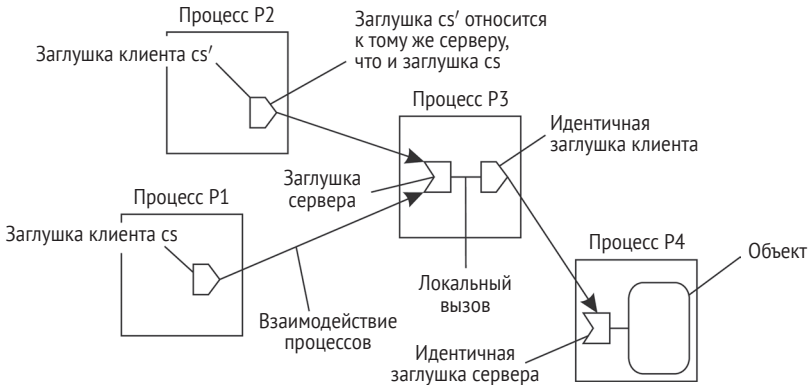 Процесс P2
Заглушка клиента cs′
Заглушка cs′ относится
к тому же серверу,
что и заглушка cs
Процесс P3
Идентичная
заглушка клиента
Заглушка
сервера
Процесс P1
Заглушка клиента cs
Процесс P4
Объект
Локальный
вызов
Взаимодействие
процессов
Идентичная
заглушка сервера